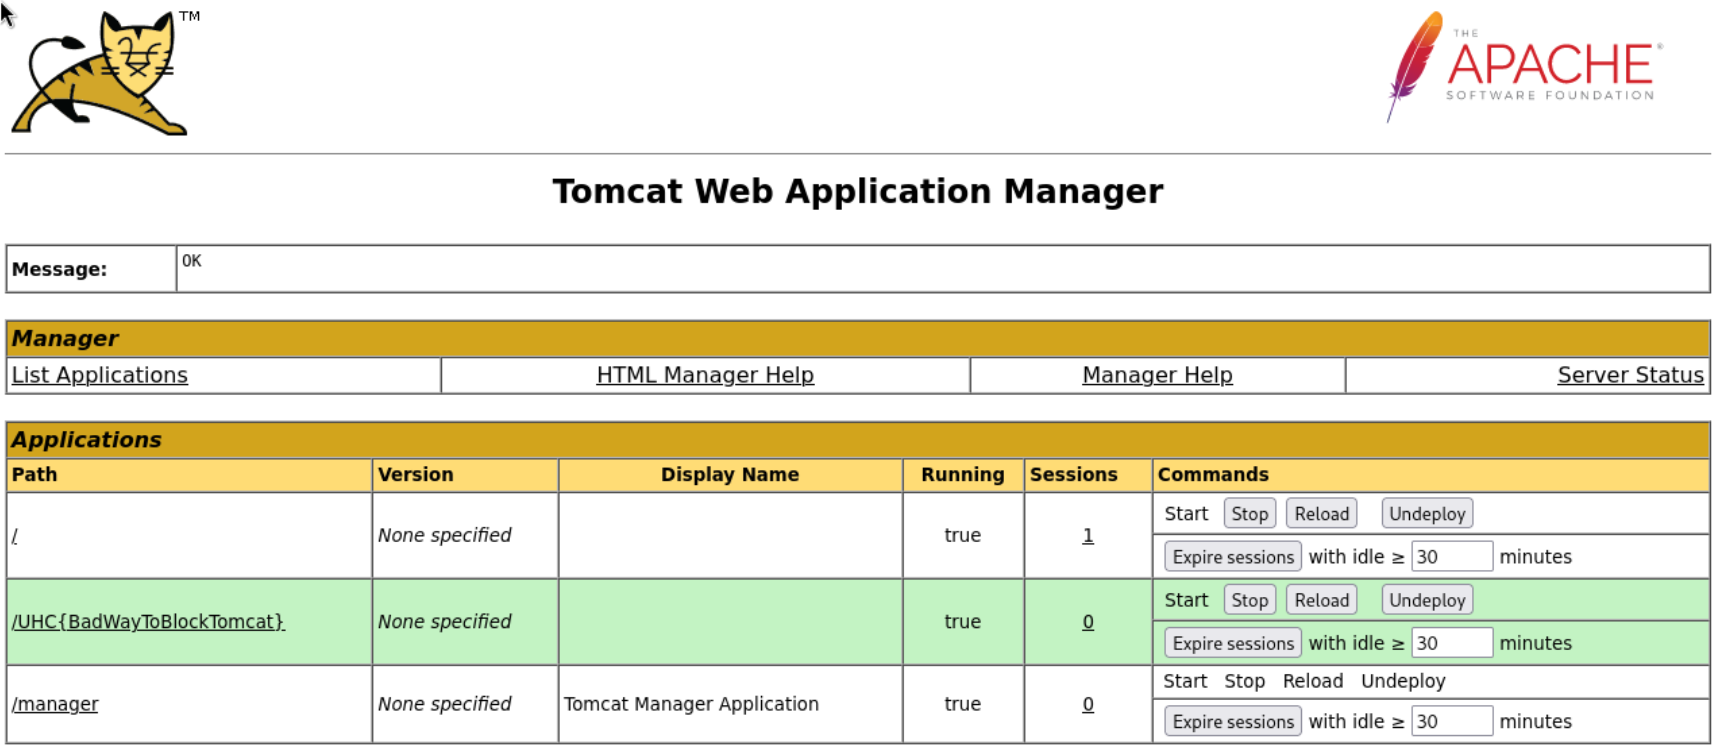 TM
THE
APACHE®
SOFTWARE FOUNDATION
Tomcat Web Application Manager
Message: OK
Manager
List Applications HTML Manager Help Manager Help Server Status
Applications
Path Version Display Name Running Sessions Commands
/ None specified true 1 Start Stop Reload Undeploy
Expire sessions with idle ≥ 30 minutes
/UHC{BadWayToBlockTomcat} None specified true 0 Start Stop Reload Undeploy
Expire sessions with idle ≥ 30 minutes
/manager None specified Tomcat Manager Application true 0 Start Stop Reload Undeploy
Expire sessions with idle ≥ 30 minutes